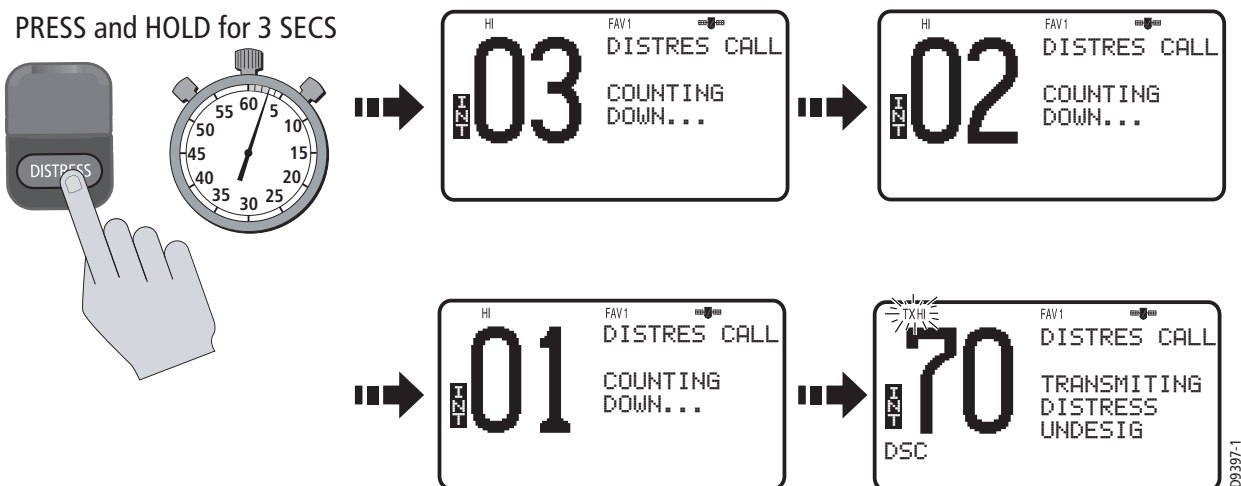 PRESS and HOLD for 3 SECS
DISTRESS
60
5
10
15
20
25
30
35
40
45
50
55
HI FAV1
INT
03
DISTRES CALL
COUNTING
DOWN...
HI FAV1
INT
02
DISTRES CALL
COUNTING
DOWN...
HI FAV1
INT
01
DISTRES CALL
COUNTING
DOWN...
TX HI FAV1
INT
70
DISTRES CALL
TRANSMITING
DISTRESS
UNDESIG
DSC
D9397-1